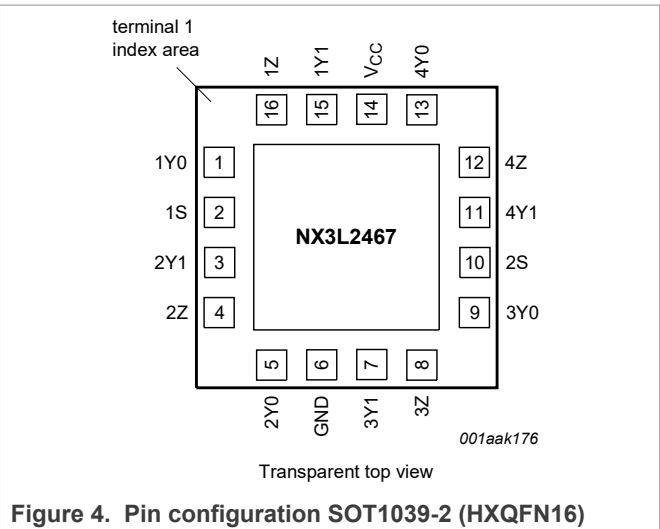 terminal 1
index area
1Z 1Y1 VCC 4Y0
16 15 14 13
1Y0 1 12 4Z
1S 2 11 4Y1
NX3L2467
2Y1 3 10 2S
2Z 4 9 3Y0
5 6 7 8
2Y0 GND 3Y1 3Z
001aak176
Transparent top view
Figure 4. Pin configuration SOT1039-2 (HXQFN16)